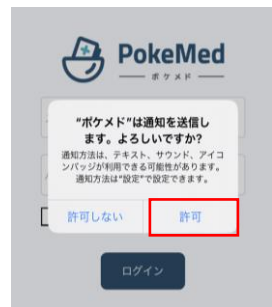 PokeMed
ポケメド
“ポケメド”は通知を送信し
ます。よろしいですか?
通知方法は、テキスト、サウンド、アイコ
ンバッジが利用できる可能性があります。
通知方法は“設定”で設定できます。
許可しない
許可
ログイン